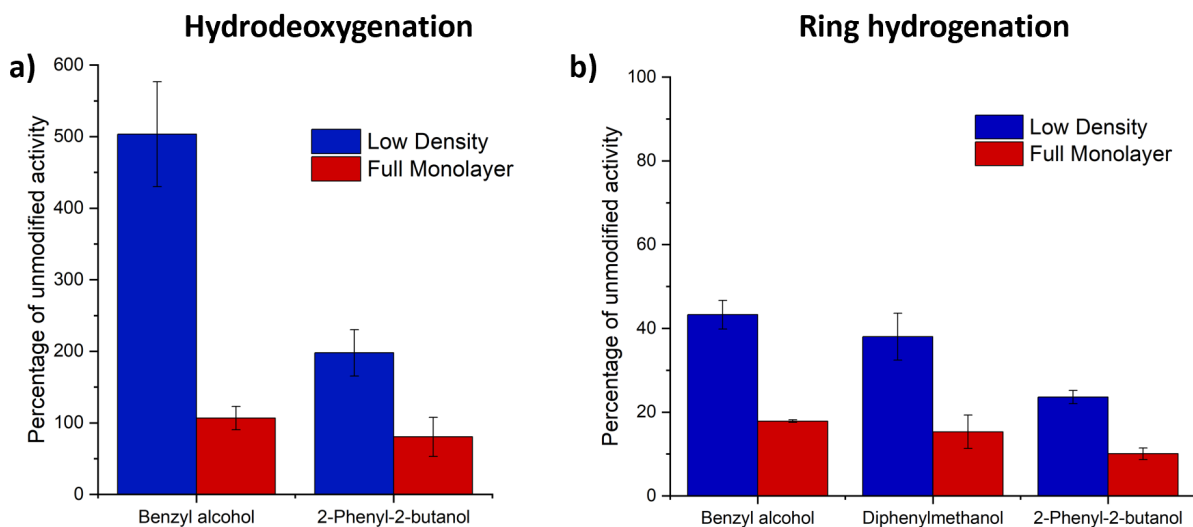 Hydrodeoxygenation
a)
Percentage of unmodified activity
600
500
400
300
200
100
0
Low Density
Full Monolayer
Benzyl alcohol
2-Phenyl-2-butanol
Ring hydrogenation
b)
Percentage of unmodified activity
100
80
60
40
20
0
Low Density
Full Monolayer
Benzyl alcohol
Diphenylmethanol
2-Phenyl-2-butanol